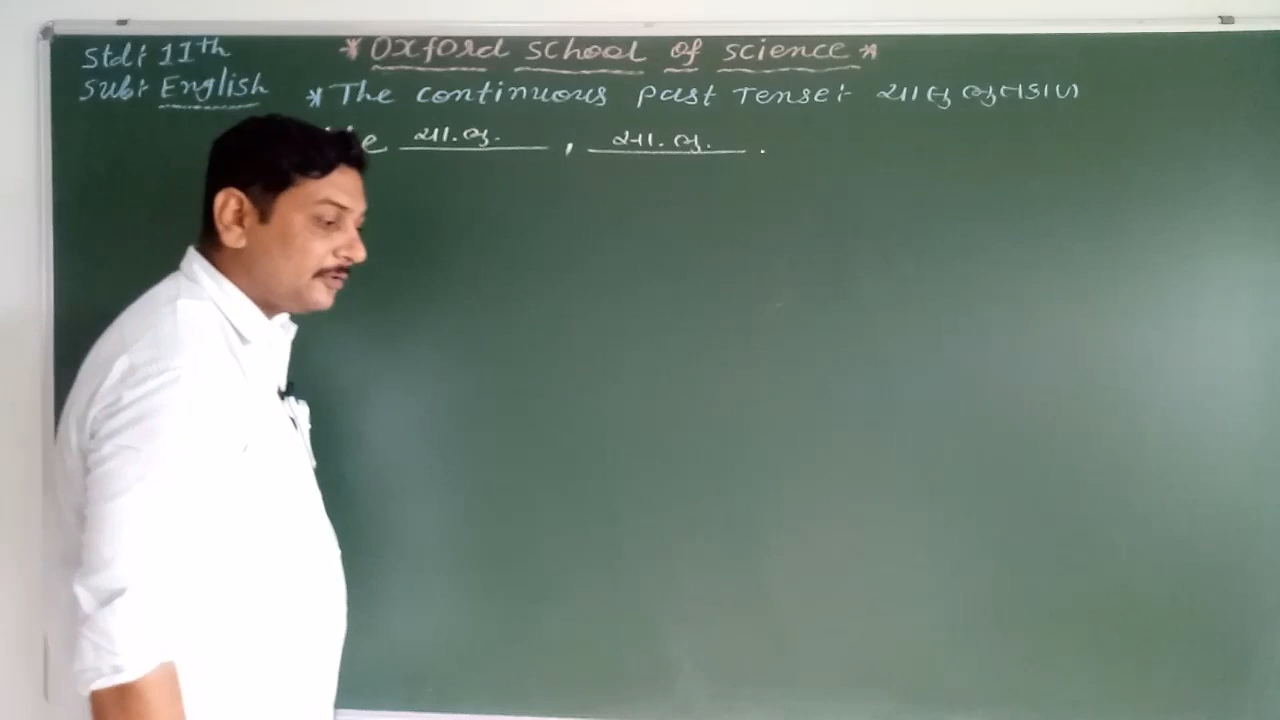 Std: 11th
* Oxford School of Science *
Sub: English
* The continuous past Tense:- ચાલુ ભુતકાળ
ચા.ભુ. , સા.ભુ. .